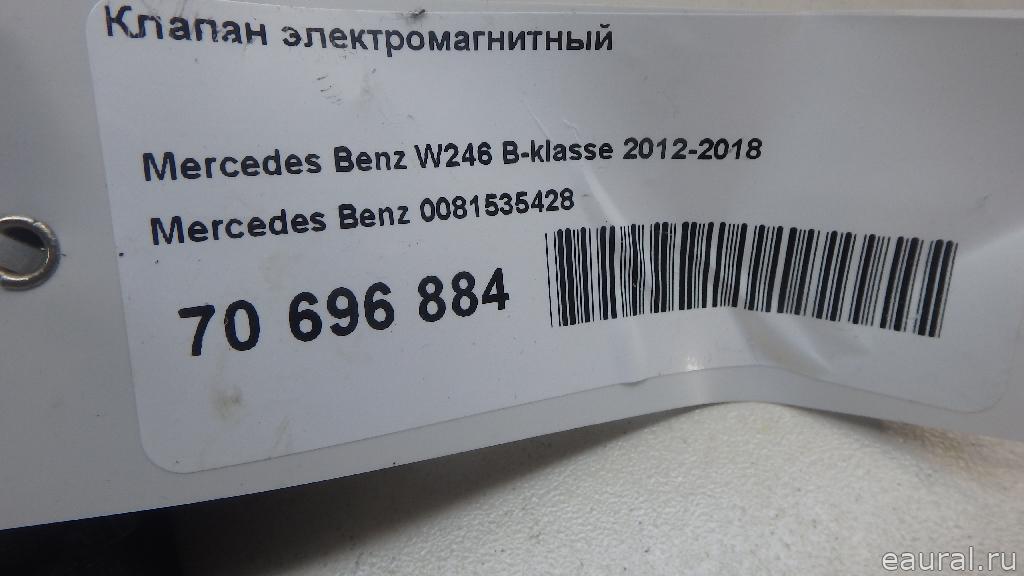 Клапан электромагнитный
Mercedes Benz W246 B-klasse 2012-2018
Mercedes Benz 0081535428
70 696 884
eaural.ru